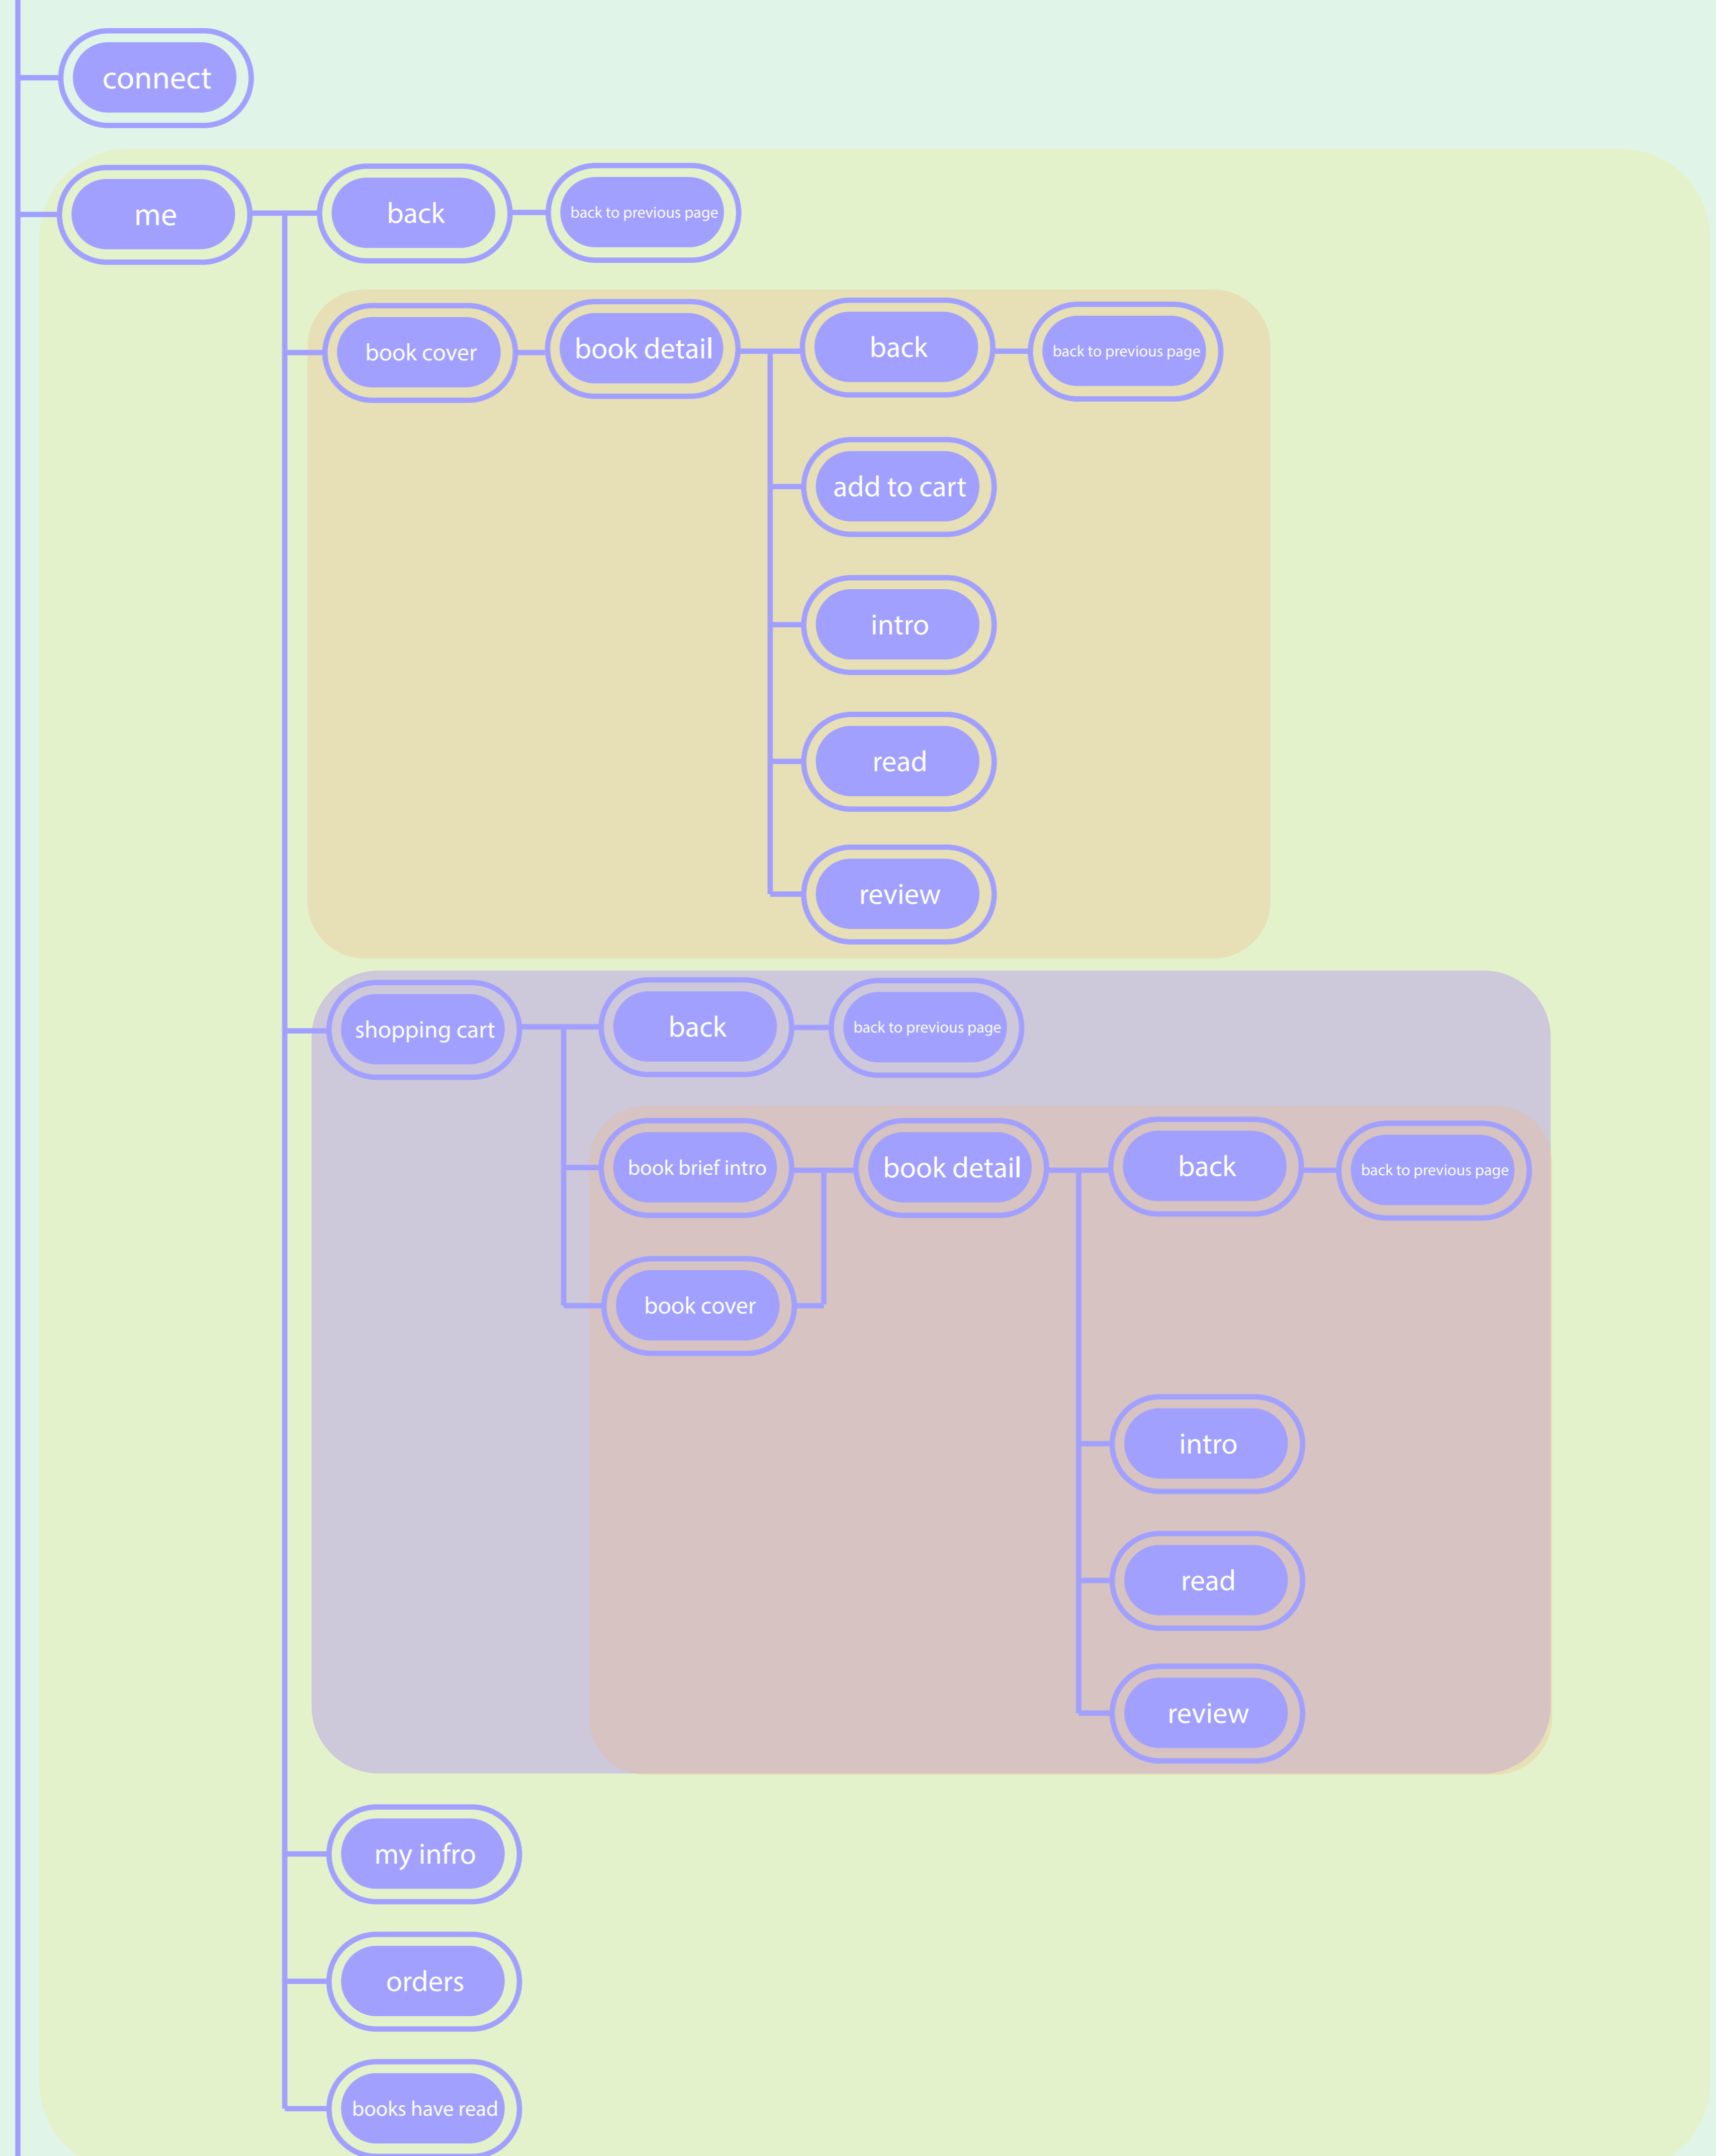 connect
me
back
back to previous page
book cover
book detail
back
back to previous page
add to cart
intro
read
review
shopping cart
back
back to previous page
book brief intro
book detail
back
back to previous page
book cover
intro
read
review
my infro
orders
books have read